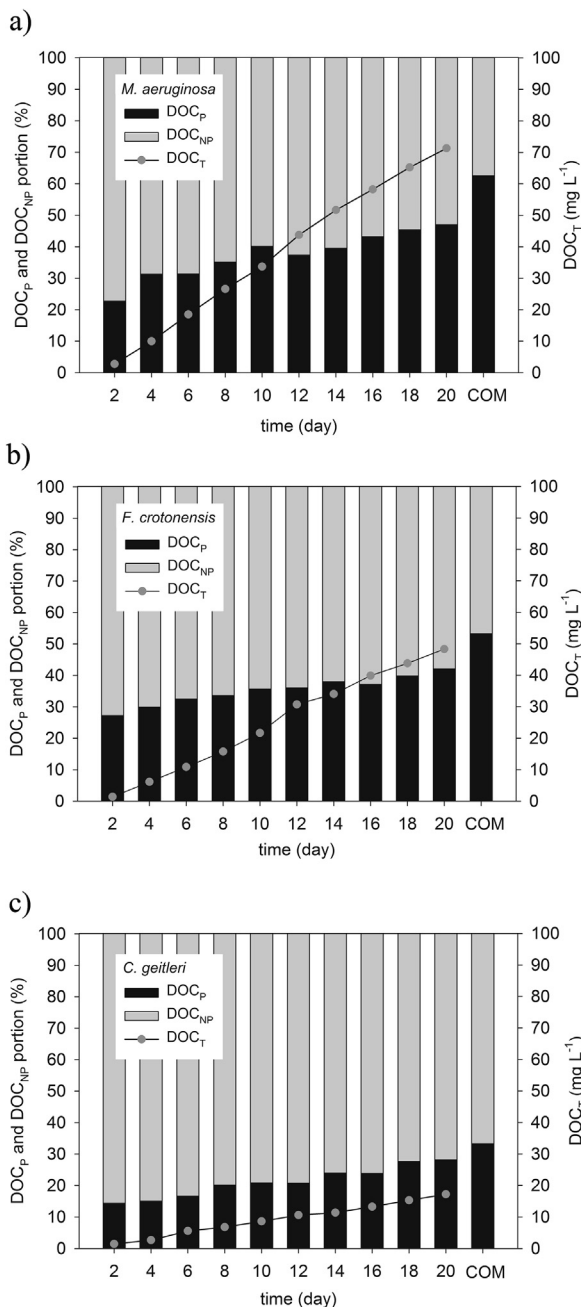 a)
100
90
80
70
60
50
40
30
20
10
0
DOC_P and DOC_NP portion (%)
M. aeruginosa
DOC_P
DOC_NP
DOC_T
100
90
80
70
60
50
40
30
20
10
0
DOC_T (mg L⁻¹)
2 4 6 8 10 12 14 16 18 20 COM
time (day)
b)
100
90
80
70
60
50
40
30
20
10
0
DOC_P and DOC_NP portion (%)
F. crotonensis
DOC_P
DOC_NP
DOC_T
100
90
80
70
60
50
40
30
20
10
0
DOC_T (mg L⁻¹)
2 4 6 8 10 12 14 16 18 20 COM
time (day)
c)
100
90
80
70
60
50
40
30
20
10
0
DOC_P and DOC_NP portion (%)
C. geitleri
DOC_P
DOC_NP
DOC_T
100
90
80
70
60
50
40
30
20
10
0
DOC_T (mg L⁻¹)
2 4 6 8 10 12 14 16 18 20 COM
time (day)